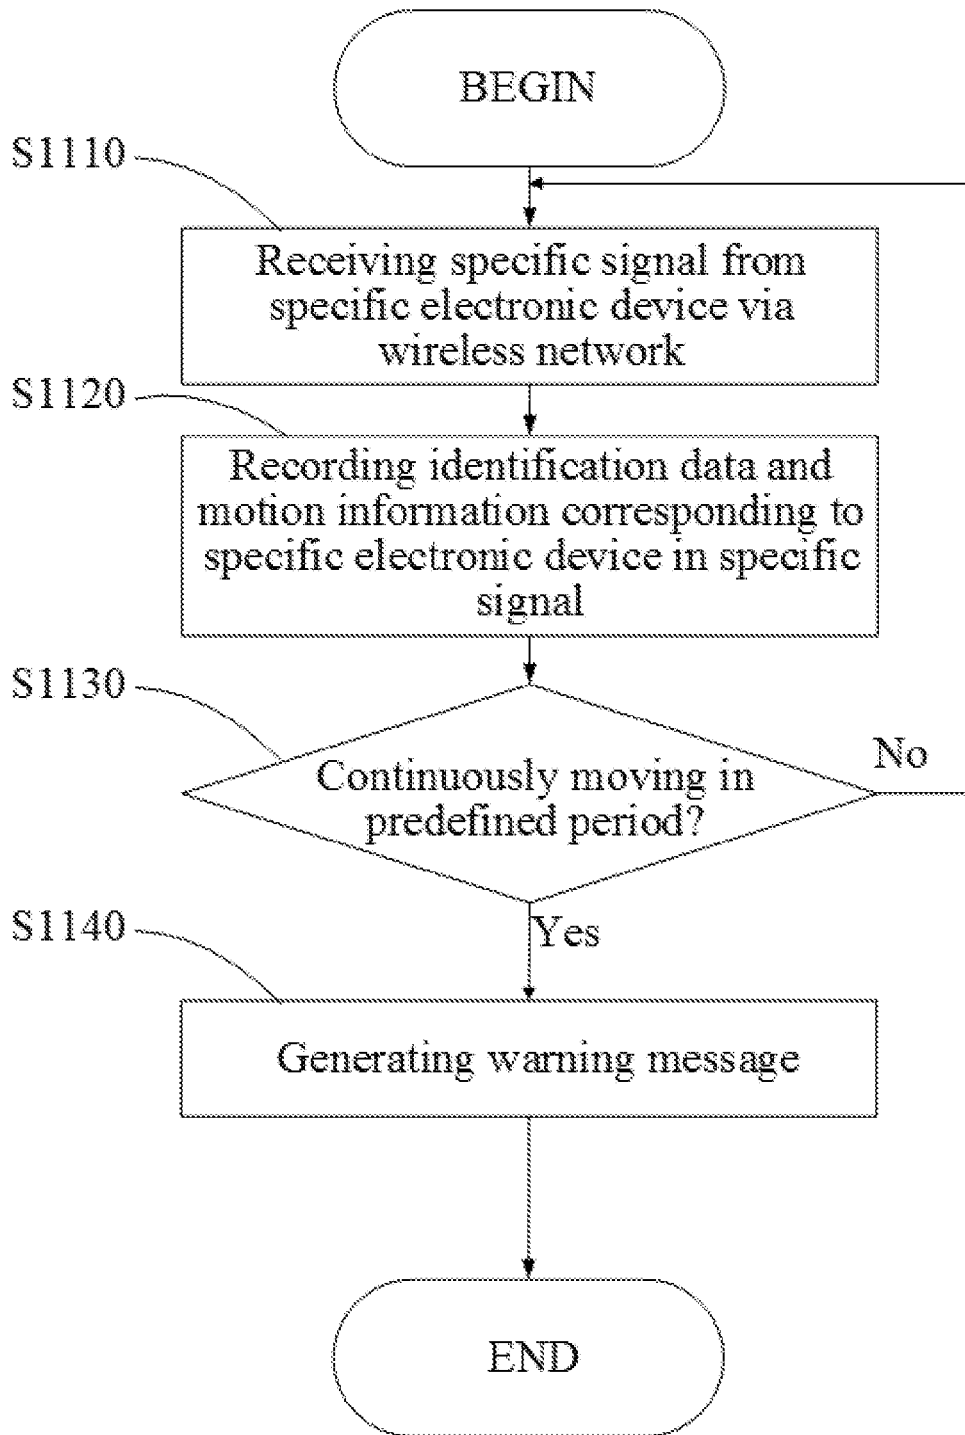 BEGIN
S1110
Receiving specific signal from
specific electronic device via
wireless network
S1120
Recording identification data and
motion information corresponding to
specific electronic device in specific
signal
S1130
Continuously moving in
predefined period?
No
Yes
S1140
Generating warning message
END